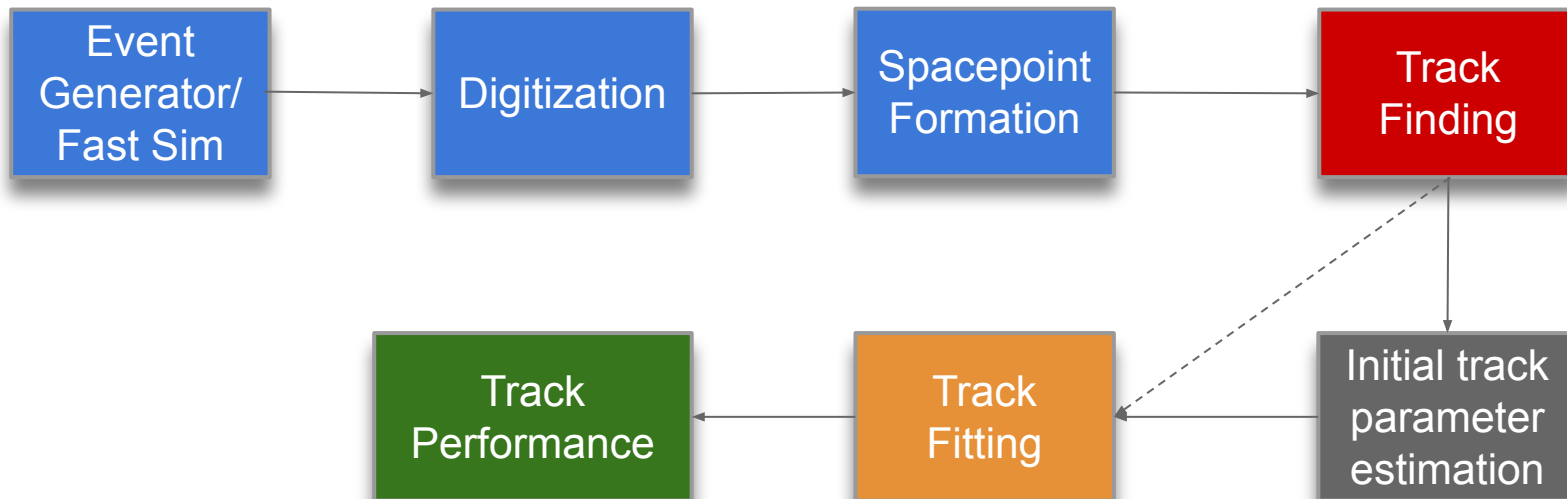 Event
Generator/
Fast Sim
Digitization
Spacepoint
Formation
Track
Finding
Track
Performance
Track
Fitting
Initial track
parameter
estimation